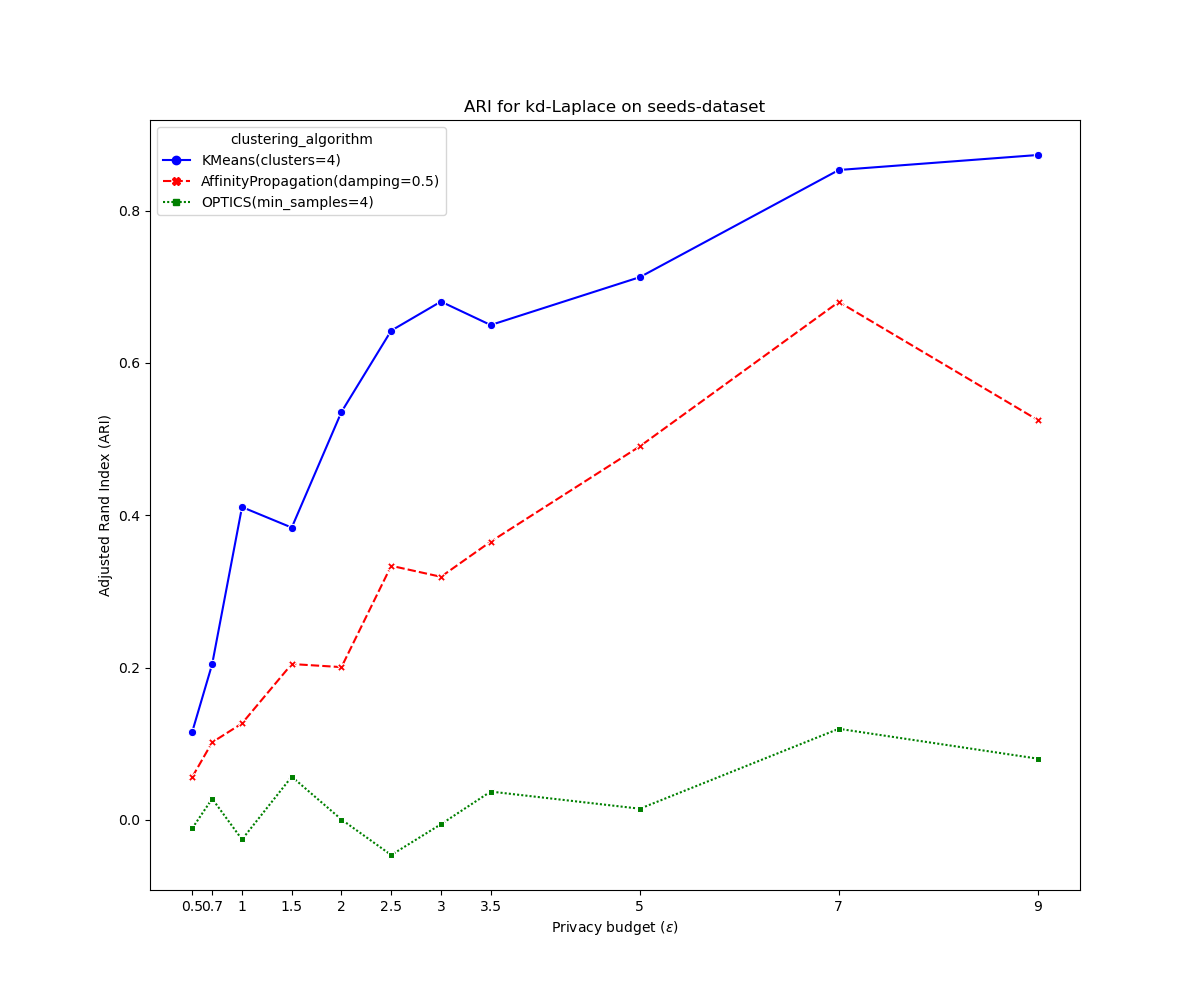 ARI for kd-Laplace on seeds-dataset
clustering_algorithm
KMeans(clusters=4)
AffinityPropagation(damping=0.5)
OPTICS(min_samples=4)
Adjusted Rand Index (ARI)
0.8
0.6
0.4
0.2
0.0
0.5 0.7 1 1.5 2 2.5 3 3.5 5 7 9
Privacy budget (ε)